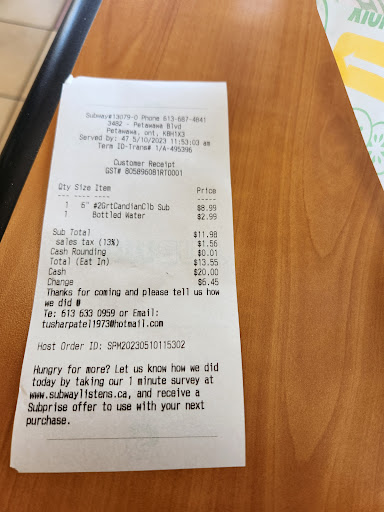 Subway#13079-0 Phone 613-687-4641
3482 - Petawawa Blvd
Petawawa, ont, K8H1X3
Served by: 47 5/10/2023 11:53:03 am
Term ID-Trans# 1/A-495396
Customer Receipt
GST# 805896081RT0001
Qty Size Item Price
--- ---- ---- -----
1 6" #2GrtCandianClb Sub $8.99
1 Bottled Water $2.99
Sub Total $11.98
sales tax (13%) $1.56
Cash Rounding $0.01
Total (Eat In) $13.55
Cash $20.00
Change $6.45
Thanks for coming and please tell us how
we did #
Te: 613 633 0959 or Email:
tusharpatel1973@hotmail.com
Host Order ID: SPM20230510115302
Hungry for more? Let us know how we did
today by taking our 1 minute survey at
www.subwaylistens.ca, and receive a
Subprise offer to use with your next
purchase.